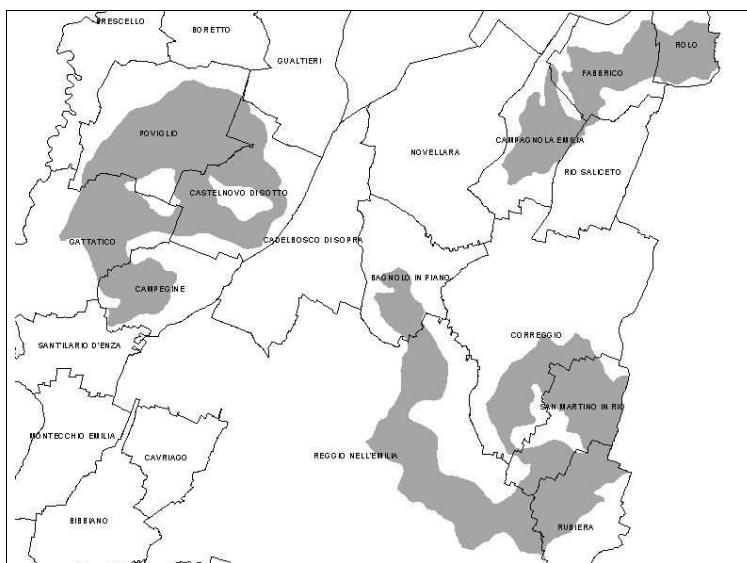 BRESCELLO
BORETTO
GUALTIERI
ROLO
FABBRICO
POVIGLIO
CAMPAGNOLA EMILIA
NOVELLARA
RIO SALICETO
CASTELNOVO DI SOTTO
GATTATICO
CADELBOSCO DI SOPRA
BAGNOLO IN PIANO
CAMPEGINE
CORREGGIO
SANT'ILARIO D'ENZA
SAN MARTINO IN RIO
MONTECCHIO EMILIA
CAVRIAGO
REGGIO NELL'EMILIA
BIBBIANO
RUBIERA